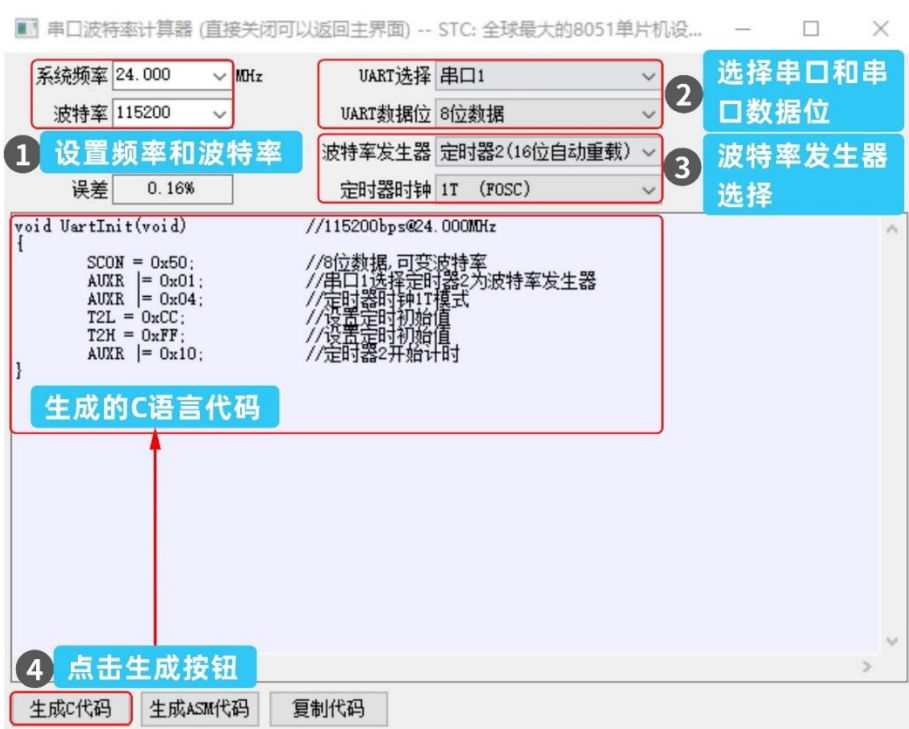 串口波特率计算器 (直接关闭可以返回主界面) -- STC: 全球最大的8051单片机设...
系统频率 24.000 MHz UART选择 串口1
2 选择串口和串口数据位
波特率 115200 UART数据位 8位数据
1 设置频率和波特率 波特率发生器 定时器2(16位自动重载)
3 波特率发生器选择
误差 0.16% 定时器时钟 1T (FOSC)
void UartInit(void) //115200bps@24.000MHz
{
SCON = 0x50; //8位数据,可变波特率
AUXR |= 0x01; //串口1选择定时器2为波特率发生器
AUXR |= 0x04; //定时器时钟1T模式
T2L = 0xCC; //设置定时初始值
T2H = 0xFF; //设置定时初始值
AUXR |= 0x10; //定时器2开始计时
}
生成的C语言代码
4 点击生成按钮
生成C代码 生成ASM代码 复制代码